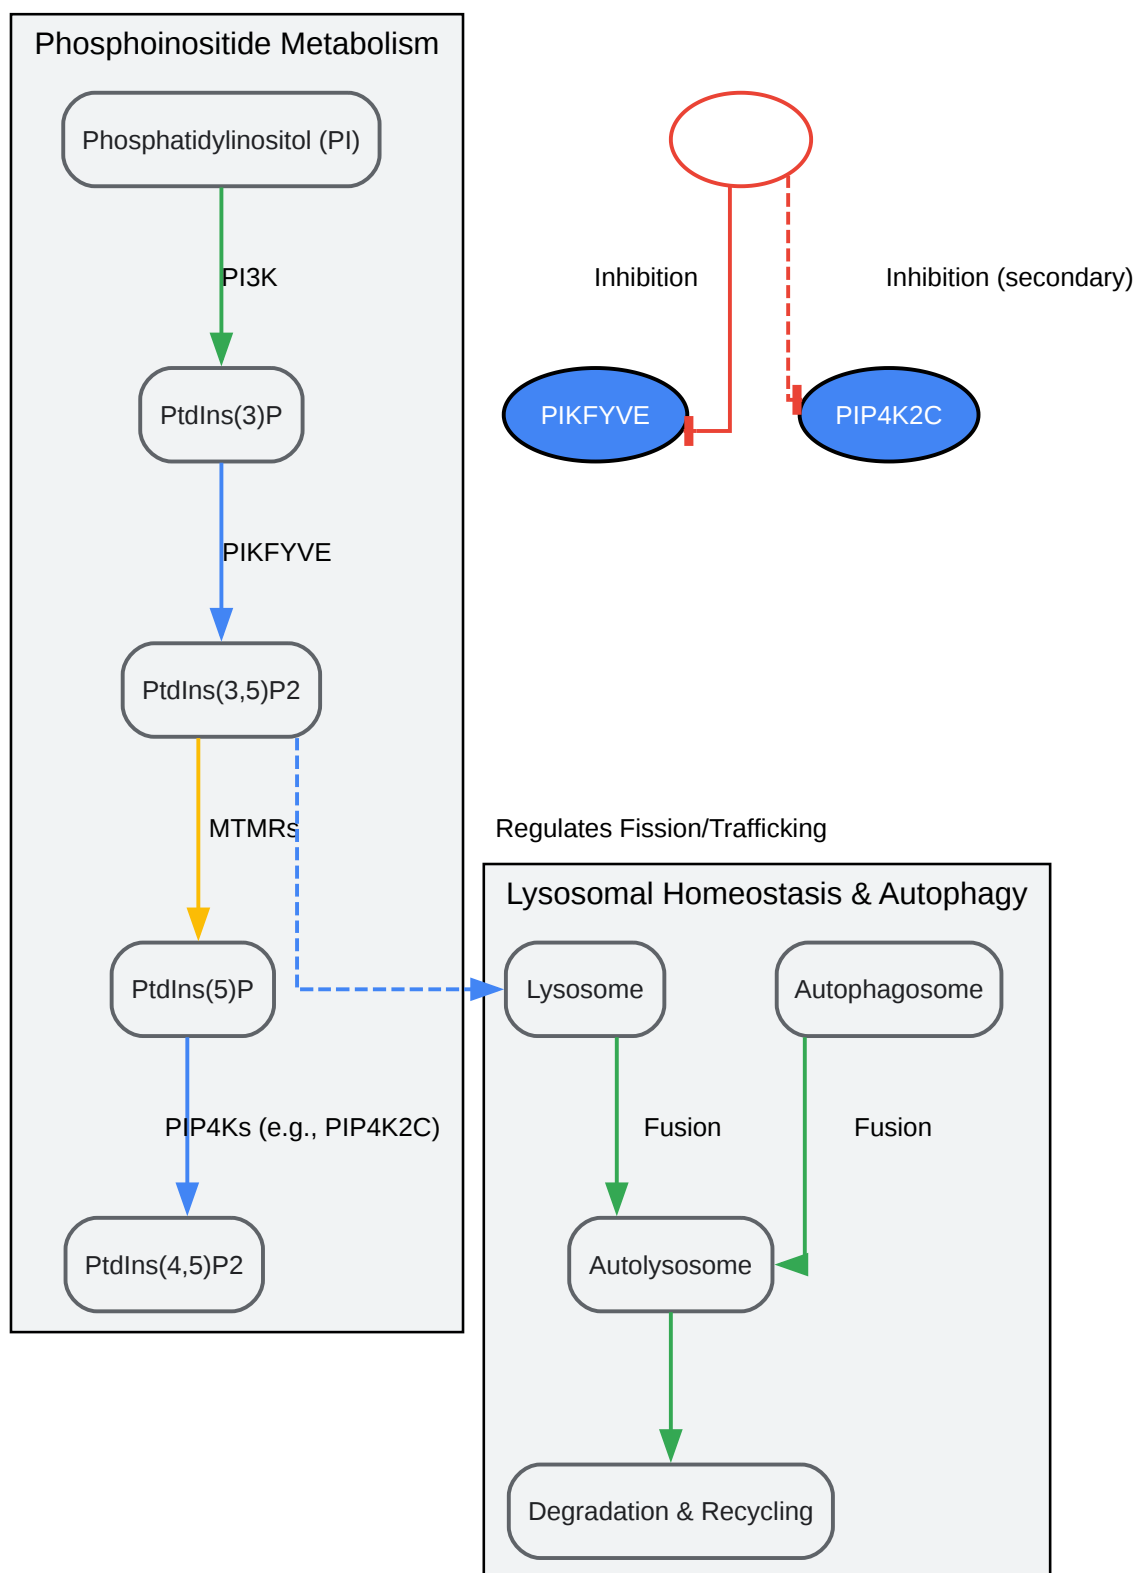 Phosphoinositide Metabolism
Phosphatidylinositol (PI)
PI3K
Inhibition
Inhibition (secondary)
PtdIns(3)P
PIKFYVE
PIP4K2C
PIKFYVE
PtdIns(3,5)P2
MTMRs
Regulates Fission/Trafficking
Lysosomal Homeostasis & Autophagy
PtdIns(5)P
Lysosome
Autophagosome
PIP4Ks (e.g., PIP4K2C)
Fusion
Fusion
PtdIns(4,5)P2
Autolysosome
Degradation & Recycling